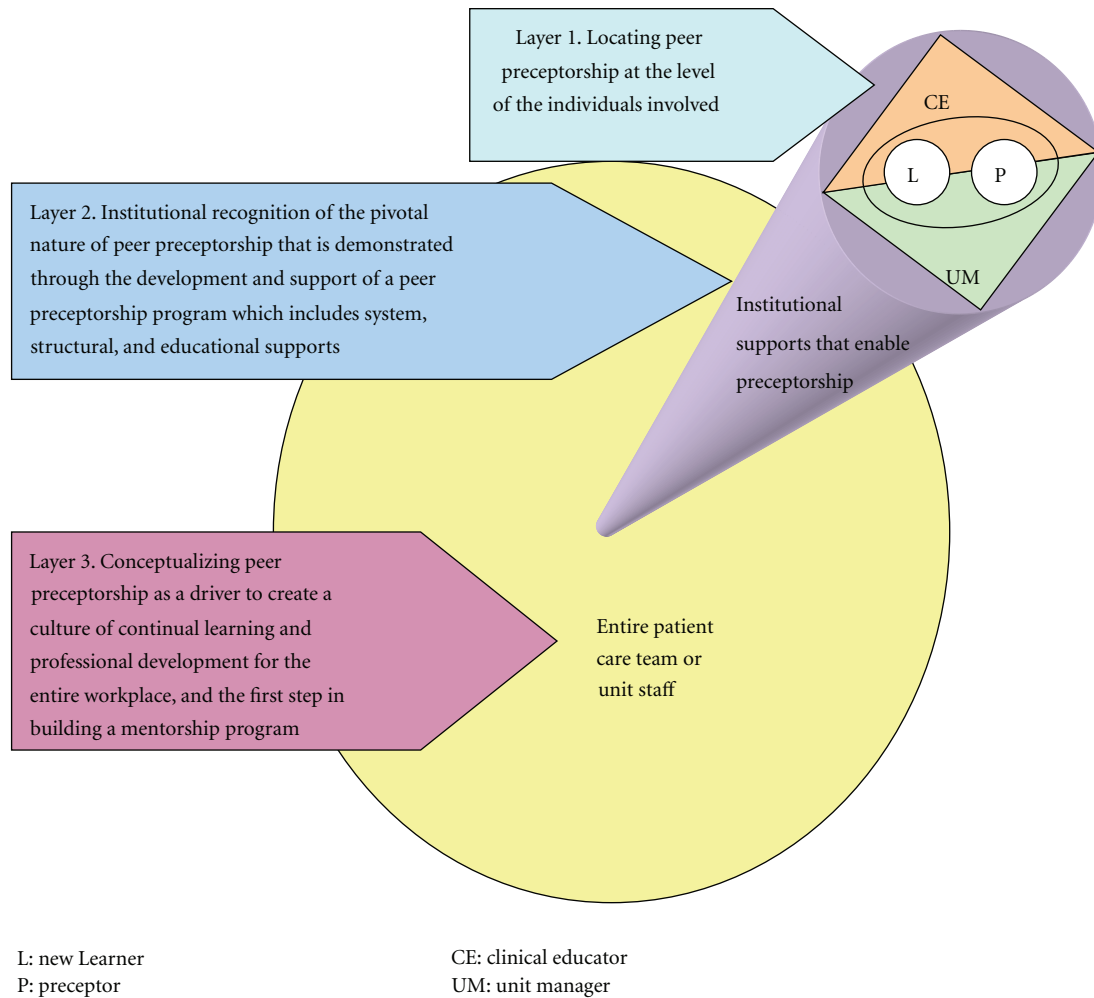 Layer 1. Locating peer
preceptorship at the level
of the individuals involved
CE
L
P
UM
Layer 2. Institutional recognition of the pivotal
nature of peer preceptorship that is demonstrated
through the development and support of a peer
preceptorship program which includes system,
structural, and educational supports
Institutional
supports that enable
preceptorship
Layer 3. Conceptualizing peer
preceptorship as a driver to create a
culture of continual learning and
professional development for the
entire workplace, and the first step in
building a mentorship program
Entire patient
care team or
unit staff
L: new Learner
P: preceptor
CE: clinical educator
UM: unit manager